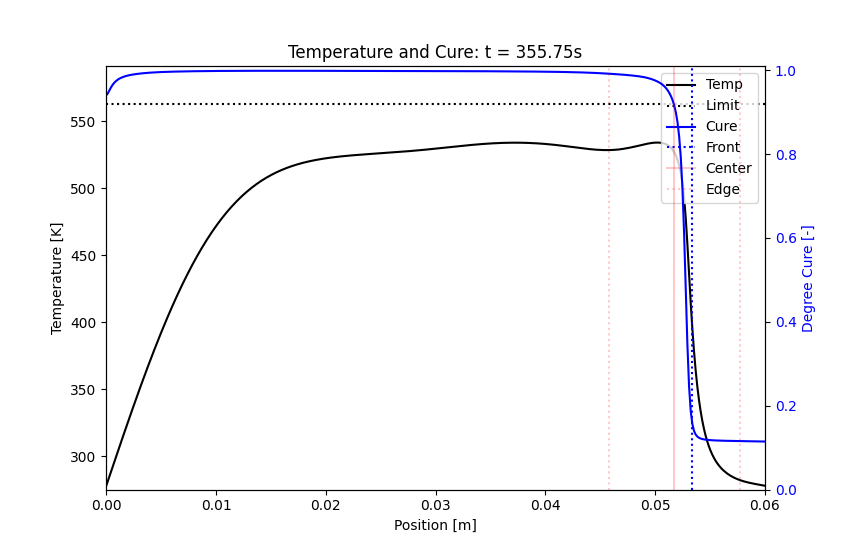 Temperature and Cure: t = 355.75s
Temperature [K]
550
500
450
400
350
300
Temp
Limit
Cure
Front
Center
Edge
1.0
0.8
0.6
0.4
0.2
0.0
Degree Cure [-]
0.00 0.01 0.02 0.03 0.04 0.05 0.06
Position [m]